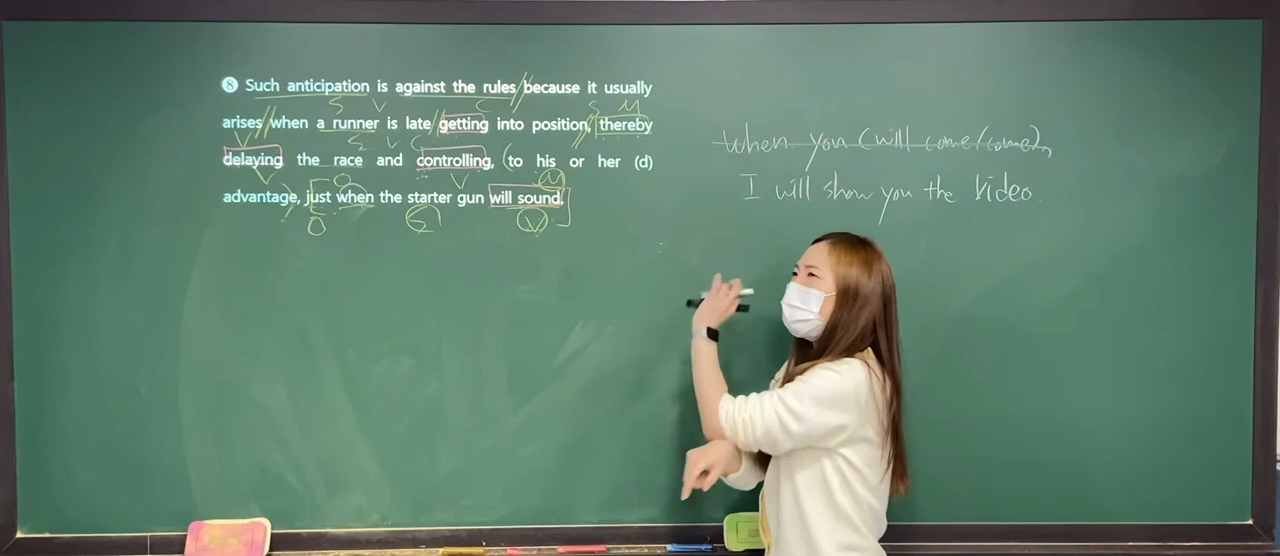 ❽ Such anticipation is against the rules because it usually
arises when a runner is late getting into position, thereby
delaying the race and controlling, to his or her (d)
advantage, just when the starter gun will sound.
When you (will come/come),
I will show you the video.